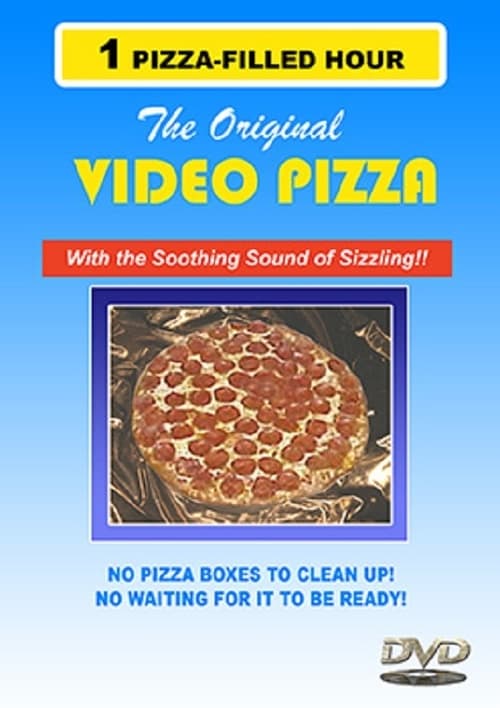 1 PIZZA-FILLED HOUR
The Original
VIDEO PIZZA
With the Soothing Sound of Sizzling!!
NO PIZZA BOXES TO CLEAN UP!
NO WAITING FOR IT TO BE READY!
DVD